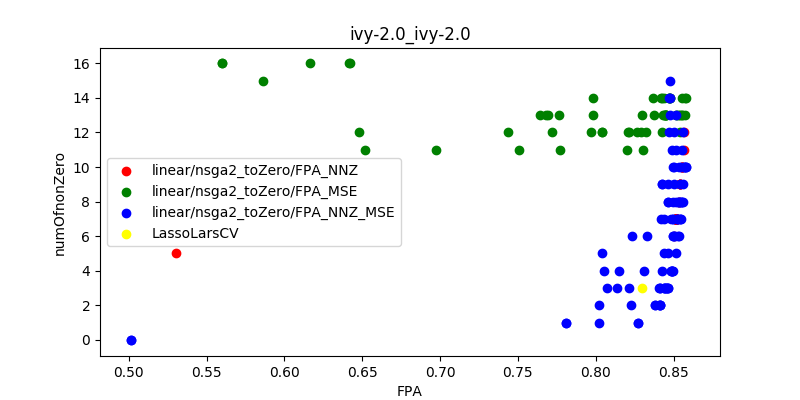 ivy-2.0_ivy-2.0
numOfnonZero
16
14
12
10
8
6
4
2
0
linear/nsga2_toZero/FPA_NNZ
linear/nsga2_toZero/FPA_MSE
linear/nsga2_toZero/FPA_NNZ_MSE
LassoLarsCV
0.50 0.55 0.60 0.65 0.70 0.75 0.80 0.85
FPA